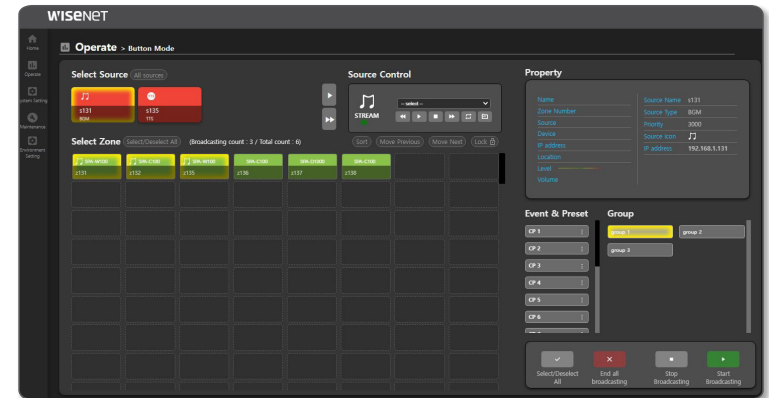 WISENET
Home
Operate
System Setting
Maintenance
Environment
Setting
Operate > Button Mode
Select Source All sources
s131
BGM
s135
TTS
Source Control
STREAM
-- select --
Select Zone Select/Deselect All (Broadcasting count : 3 / Total count : 6)
Sort Move Previous Move Next Lock
SPA-W100 SPA-C100 SPA-W100 SPA-C100 SPA-D1000 SPA-C100
z131 z132 z135 z136 z137 z138
Property
Name
Zone Number
Source
Device
IP address
Location
Level
Volume
Source Name s131
Source Type BGM
Priority 3000
Source Icon
IP address 192.168.1.131
Event & Preset
CP 1
CP 2
CP 3
CP 4
CP 5
CP 6
Group
group 1 group 2
group 3
Select/Deselect
All
End all
broadcasting
Stop
Broadcasting
Start
Broadcasting